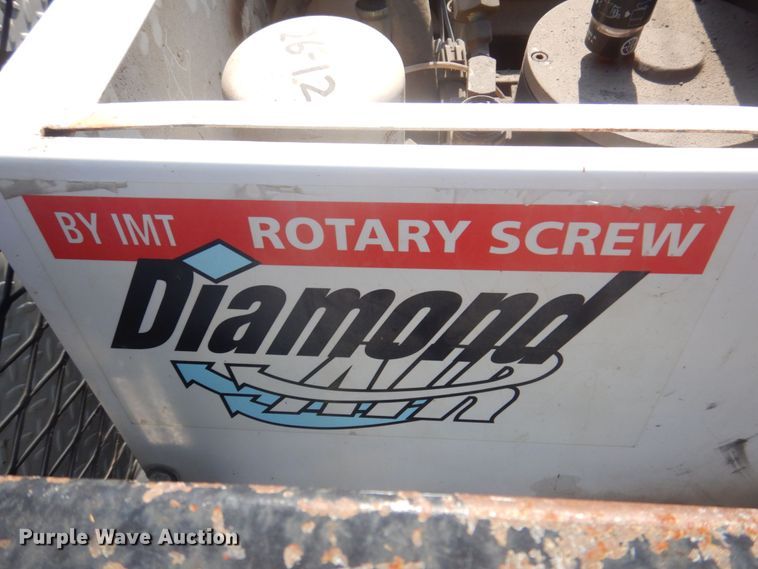 26-12
BY IMT ROTARY SCREW
Diamond
AIR
Purple Wave Auction